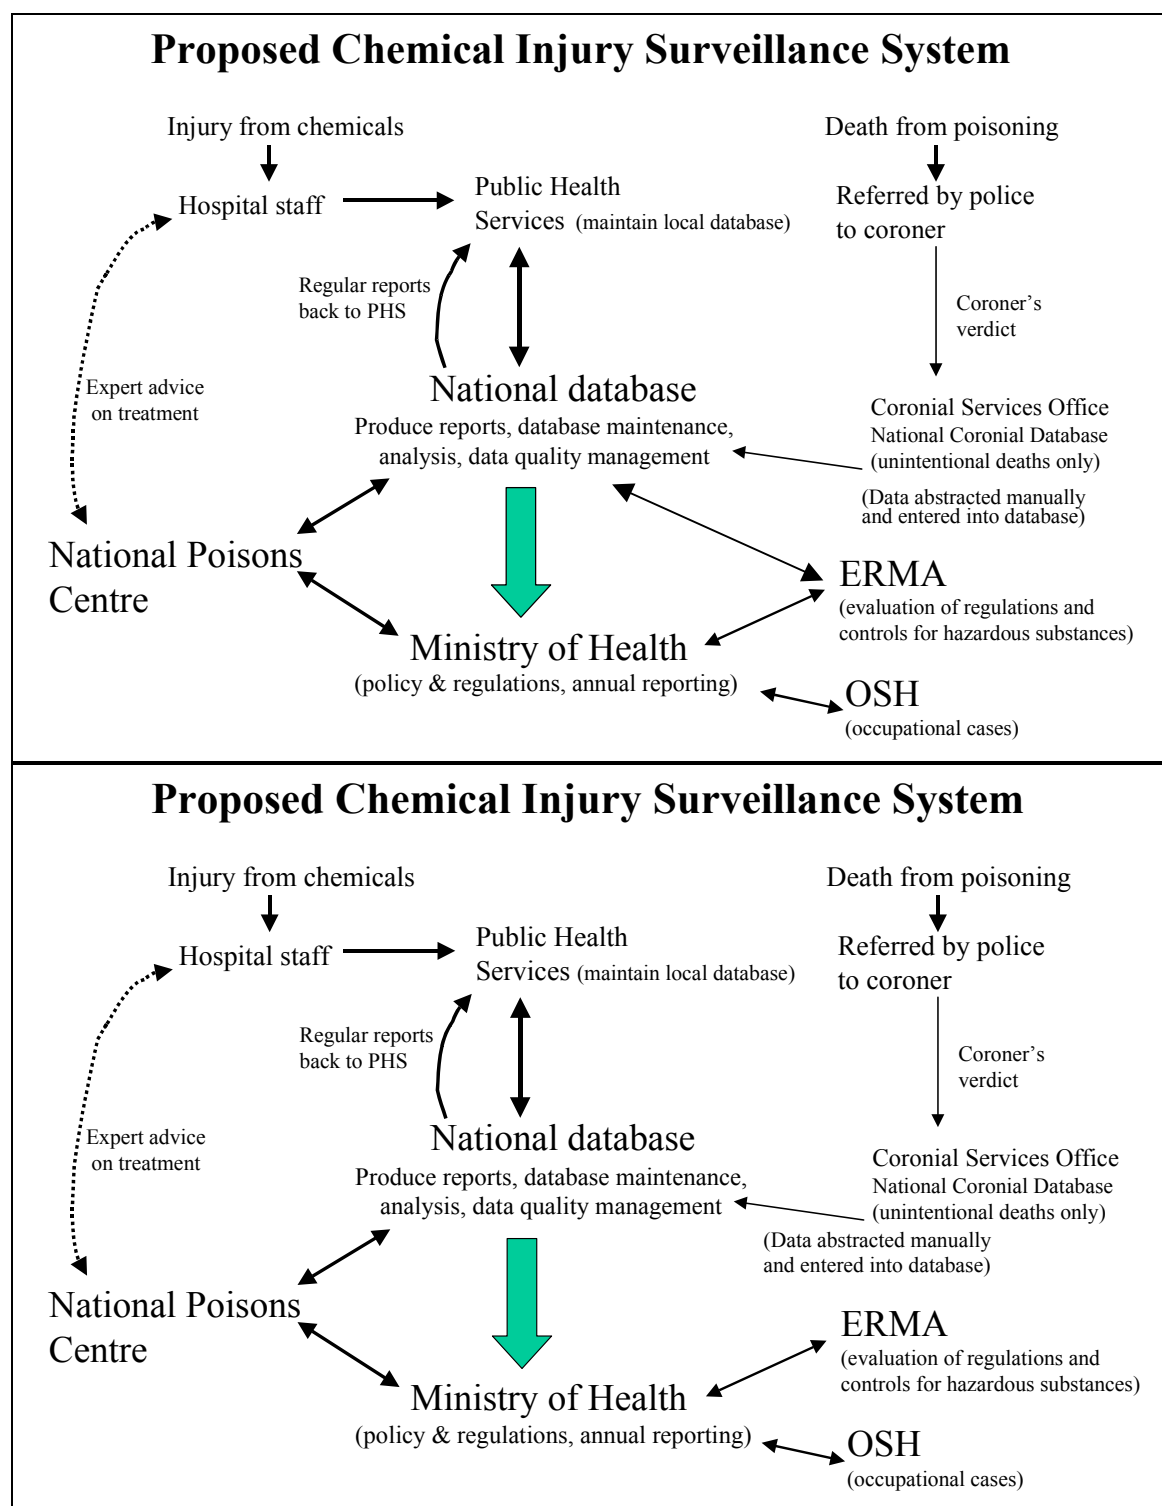 Proposed Chemical Injury Surveillance System
Injury from chemicals
Death from poisoning
Hospital staff
Public Health
Services (maintain local database)
Referred by police
to coroner
Regular reports
back to PHS
Coroner’s
verdict
Expert advice
on treatment
National database
Produce reports, database maintenance,
analysis, data quality management
Coronial Services Office
National Coronial Database
(unintentional deaths only)
(Data abstracted manually
and entered into database)
National Poisons
Centre
ERMA
(evaluation of regulations and
controls for hazardous substances)
Ministry of Health
(policy & regulations, annual reporting)
OSH
(occupational cases)
Proposed Chemical Injury Surveillance System
Injury from chemicals
Death from poisoning
Hospital staff
Public Health
Services (maintain local database)
Referred by police
to coroner
Regular reports
back to PHS
Coroner’s
verdict
Expert advice
on treatment
National database
Produce reports, database maintenance,
analysis, data quality management
Coronial Services Office
National Coronial Database
(unintentional deaths only)
(Data abstracted manually
and entered into database)
National Poisons
Centre
ERMA
(evaluation of regulations and
controls for hazardous substances)
Ministry of Health
(policy & regulations, annual reporting)
OSH
(occupational cases)